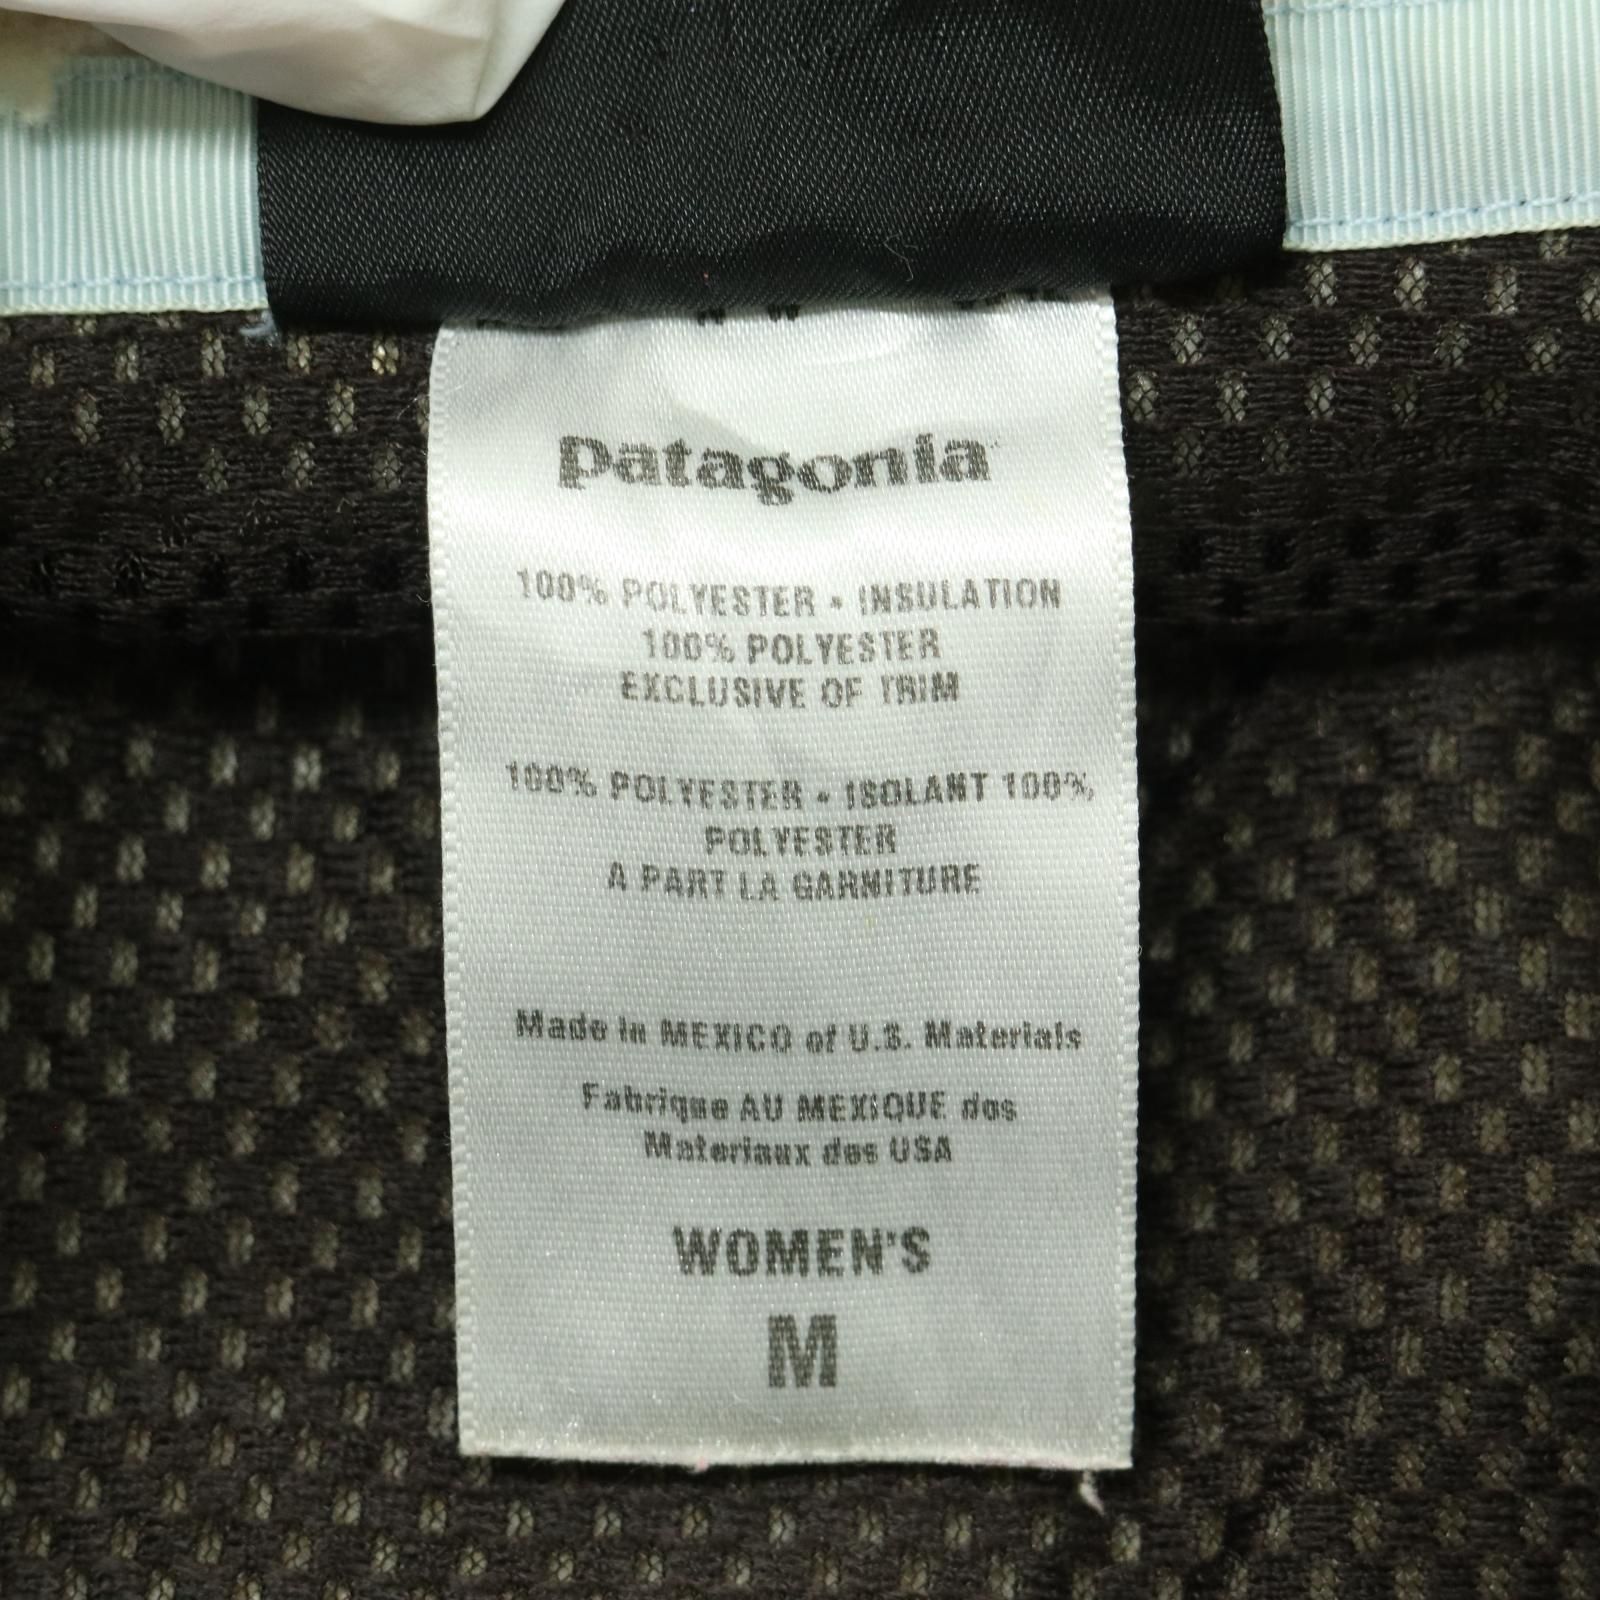 patagonia
100% POLYESTER • INSULATION
100% POLYESTER
EXCLUSIVE OF TRIM
100% POLYESTER • ISOLANT 100%
POLYESTER
A PART LA GARNITURE
Made in MEXICO of U.S. Materials
Fabrique AU MEXIQUE des
Materiaux des USA
WOMEN'S
M